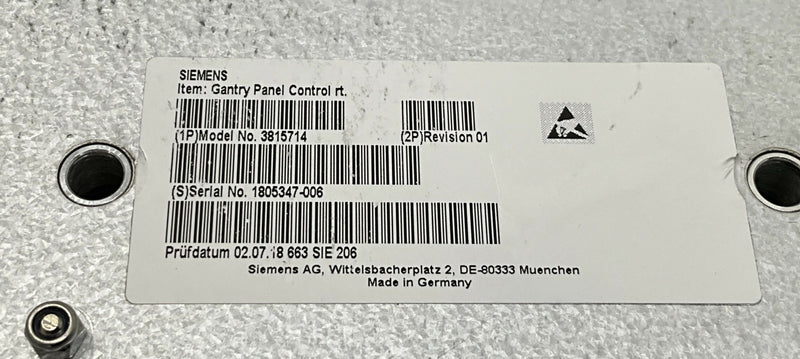 SIEMENS
Item: Gantry Panel Control rt.
(1P)Model No. 3815714 (2P)Revision 01
(S)Serial No. 1805347-006
Prüfdatum 02.07.18 663 SIE 206
Siemens AG, Wittelsbacherplatz 2, DE-80333 Muenchen
Made in Germany